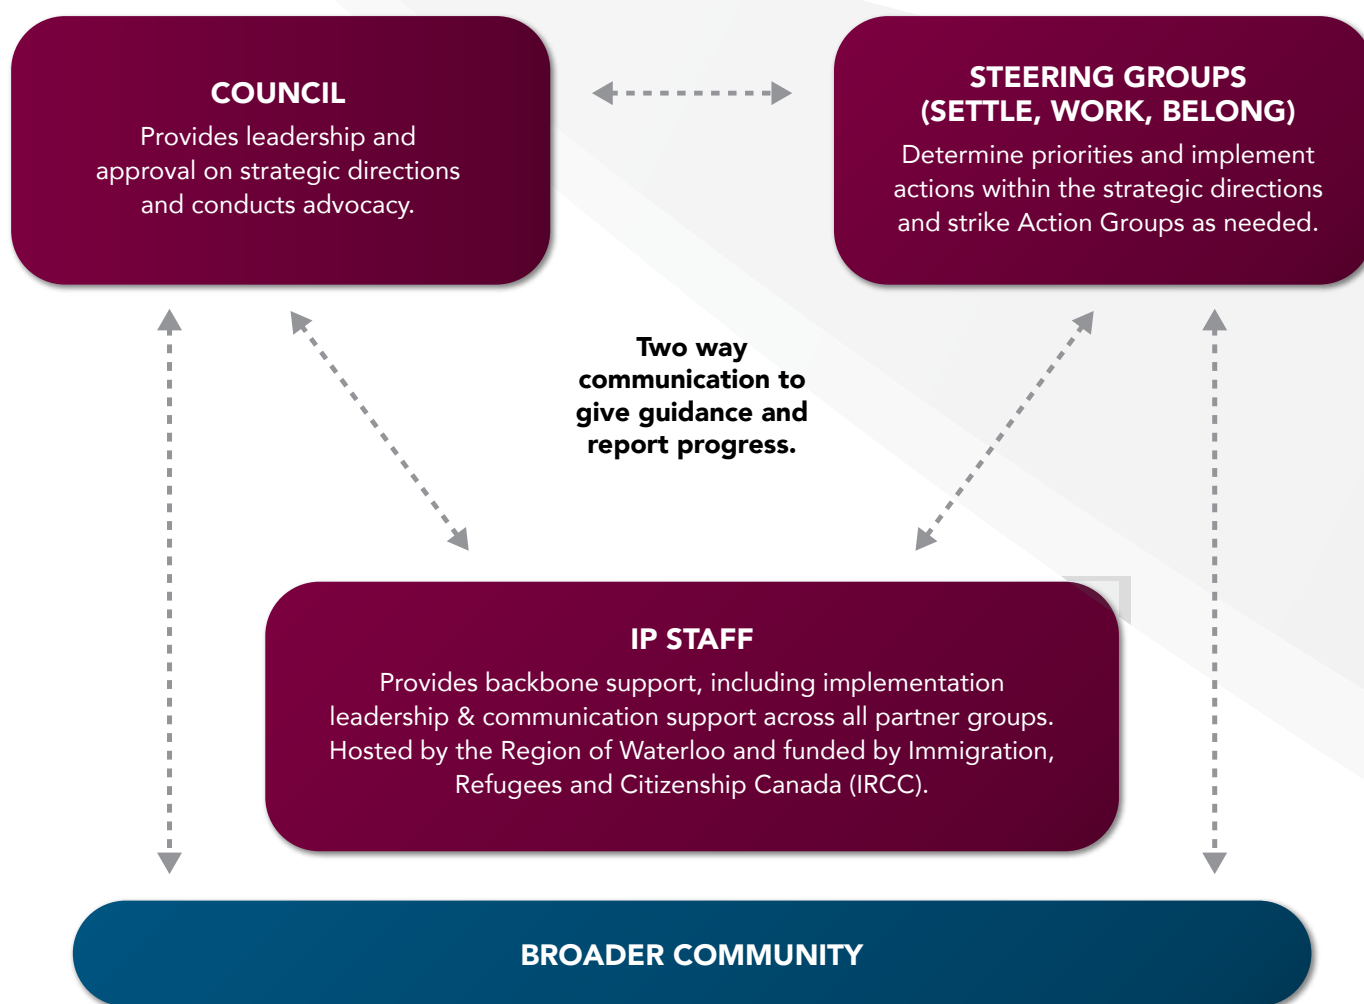 COUNCIL
Provides leadership and
approval on strategic directions
and conducts advocacy.
STEERING GROUPS
(SETTLE, WORK, BELONG)
Determine priorities and implement
actions within the strategic directions
and strike Action Groups as needed.
Two way
communication to
give guidance and
report progress.
IP STAFF
Provides backbone support, including implementation
leadership & communication support across all partner groups.
Hosted by the Region of Waterloo and funded by Immigration,
Refugees and Citizenship Canada (IRCC).
BROADER COMMUNITY